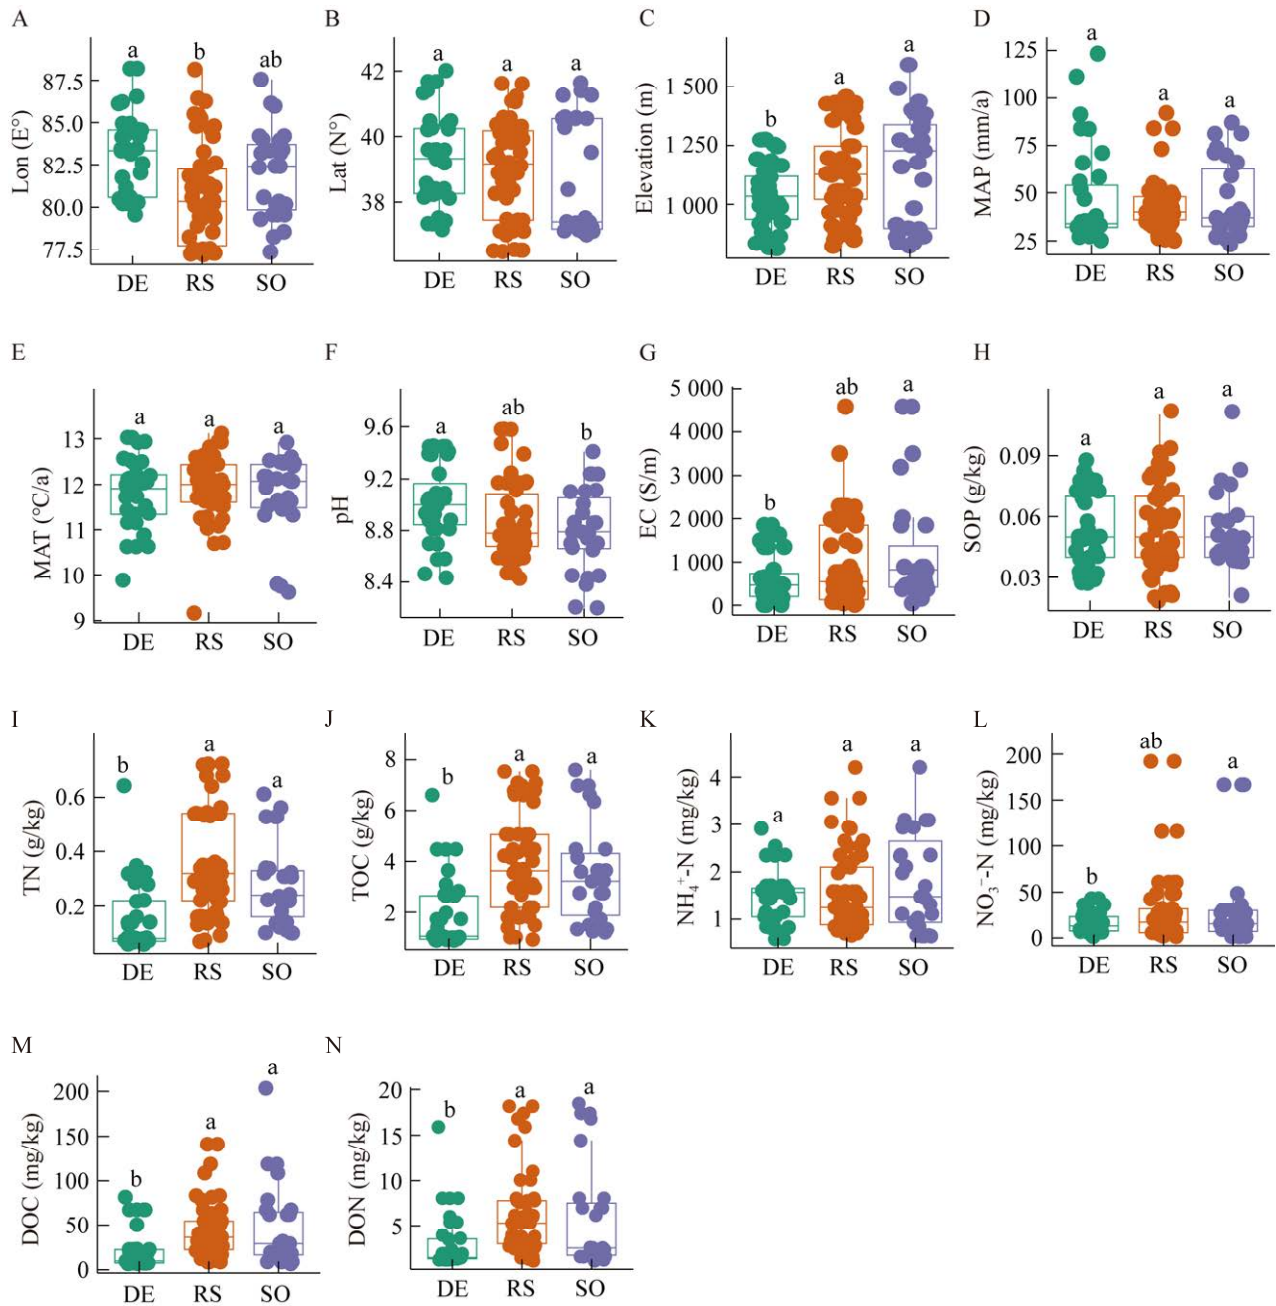 A
B
C
D
a
b
ab
a
a
a
b
a
a
a
a
a
Lon (E°)
87.5
85.0
82.5
80.0
77.5
Lat (N°)
42
40
38
Elevation (m)
1 500
1 250
1 000
MAP (mm/a)
125
100
75
50
25
DE RS SO
DE RS SO
DE RS SO
DE RS SO
E
F
G
H
a
a
a
a
ab
b
b
ab
a
a
a
a
MAT (°C/a)
13
12
11
10
9
pH
9.6
9.2
8.8
8.4
EC (S/m)
5 000
4 000
3 000
2 000
1 000
0
SOP (g/kg)
0.09
0.06
0.03
DE RS SO
DE RS SO
DE RS SO
DE RS SO
I
J
K
L
b
a
a
b
a
a
a
a
a
b
ab
a
TN (g/kg)
0.6
0.4
0.2
TOC (g/kg)
8
6
4
2
NH₄⁺-N (mg/kg)
4
3
2
1
NO₃⁻-N (mg/kg)
200
150
100
50
0
DE RS SO
DE RS SO
DE RS SO
DE RS SO
M
N
b
a
a
b
a
a
DOC (mg/kg)
200
150
100
50
0
DON (mg/kg)
20
15
10
5
DE RS SO
DE RS SO